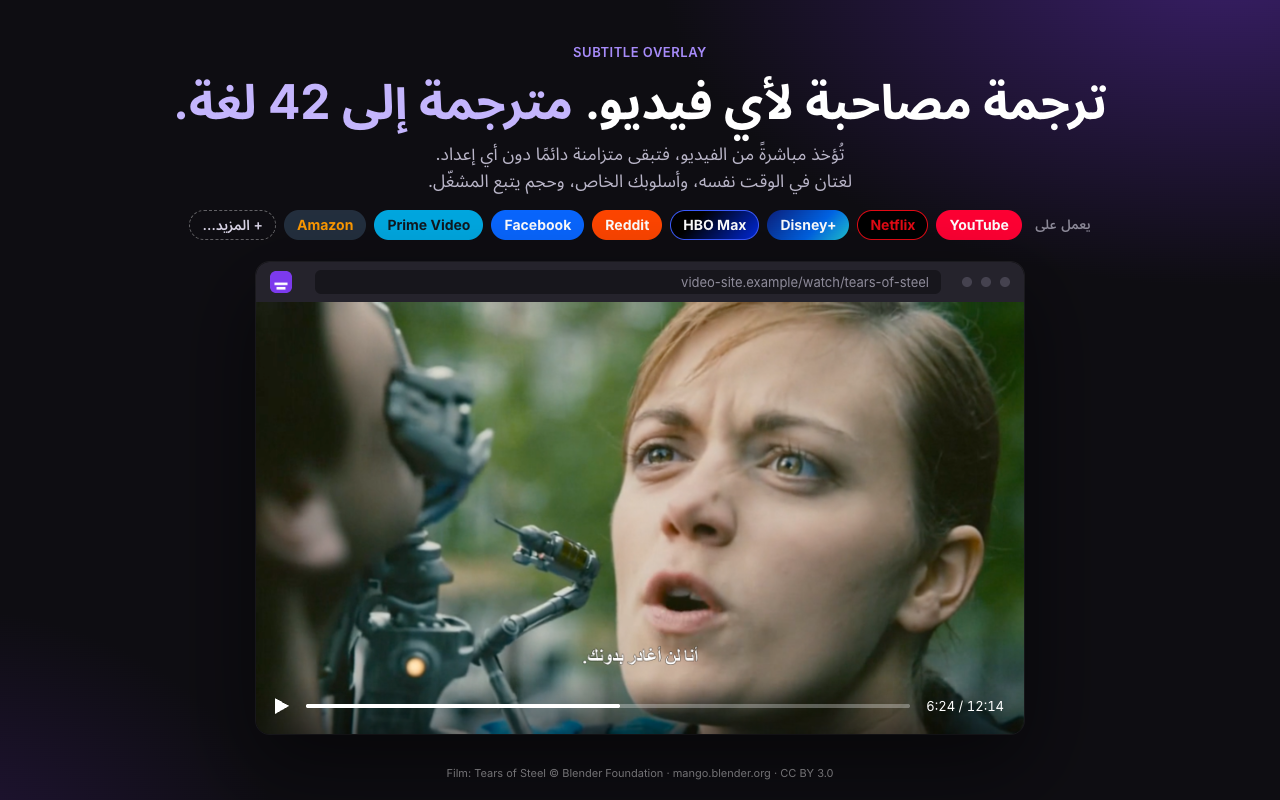 SUBTITLE OVERLAY
ترجمة مصاحبة لأي فيديو. مترجمة إلى 42 لغة.
تُؤخذ مباشرةً من الفيديو، فتبقى متزامنة دائمًا دون أي إعداد.
لغتان في الوقت نفسه، وأسلوبك الخاص، وحجم يتبع المشغّل.
يعمل على YouTube Netflix Disney+ HBO Max Reddit Facebook Prime Video Amazon + المزيد...
video-site.example/watch/tears-of-steel
أنا لن أغادر بدونك.
6:24 / 12:14
Film: Tears of Steel © Blender Foundation · mango.blender.org · CC BY 3.0